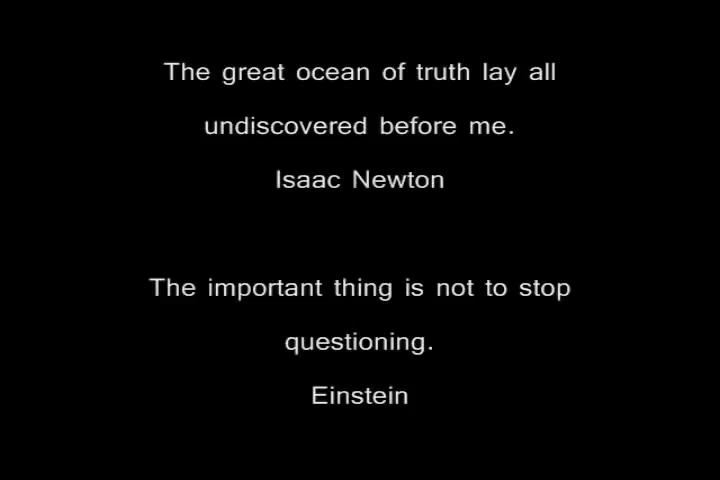 The great ocean of truth lay all
undiscovered before me.
Isaac Newton
The important thing is not to stop
questioning.
Einstein